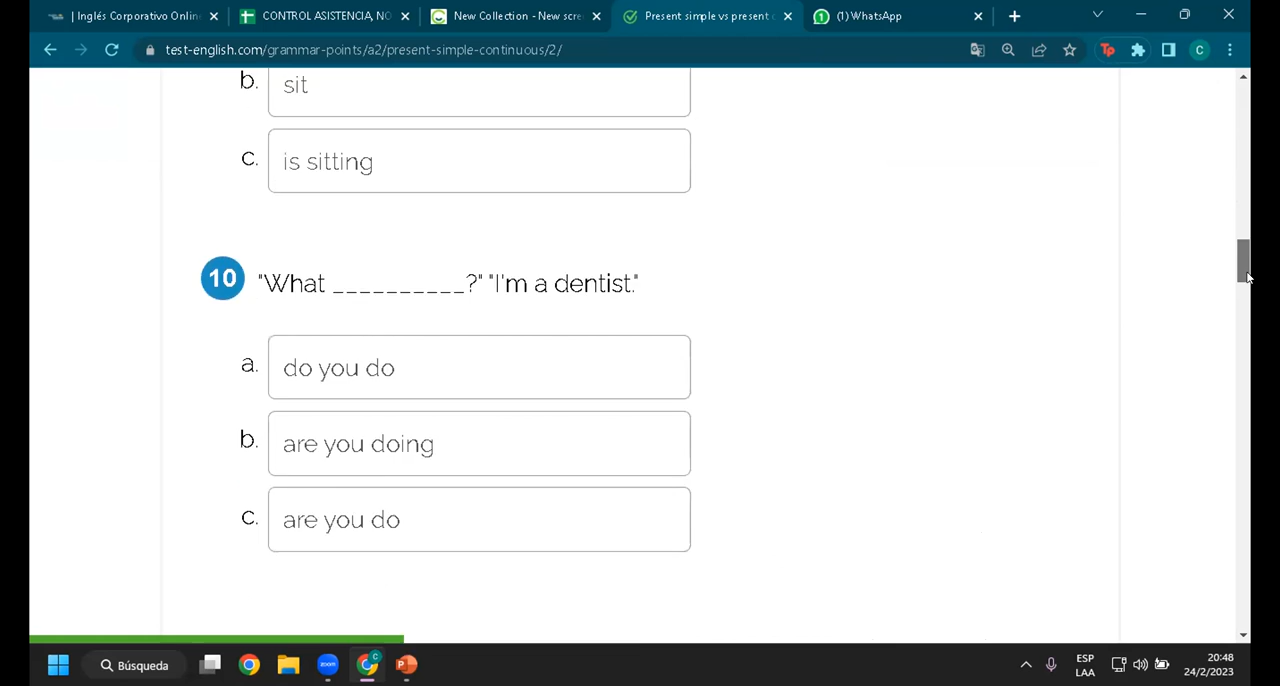 | Inglés Corporativo Onlin
CONTROL ASISTENCIA, NO
New Collection - New scre
Present simple vs present c
(1) WhatsApp
test-english.com/grammar-points/a2/present-simple-continuous/2/
Tp
C
b. sit
c. is sitting
10 "What __________?" "I'm a dentist."
a. do you do
b. are you doing
c. are you do
Búsqueda
zoom
C
P
ESP
LAA
20:48
24/2/2023